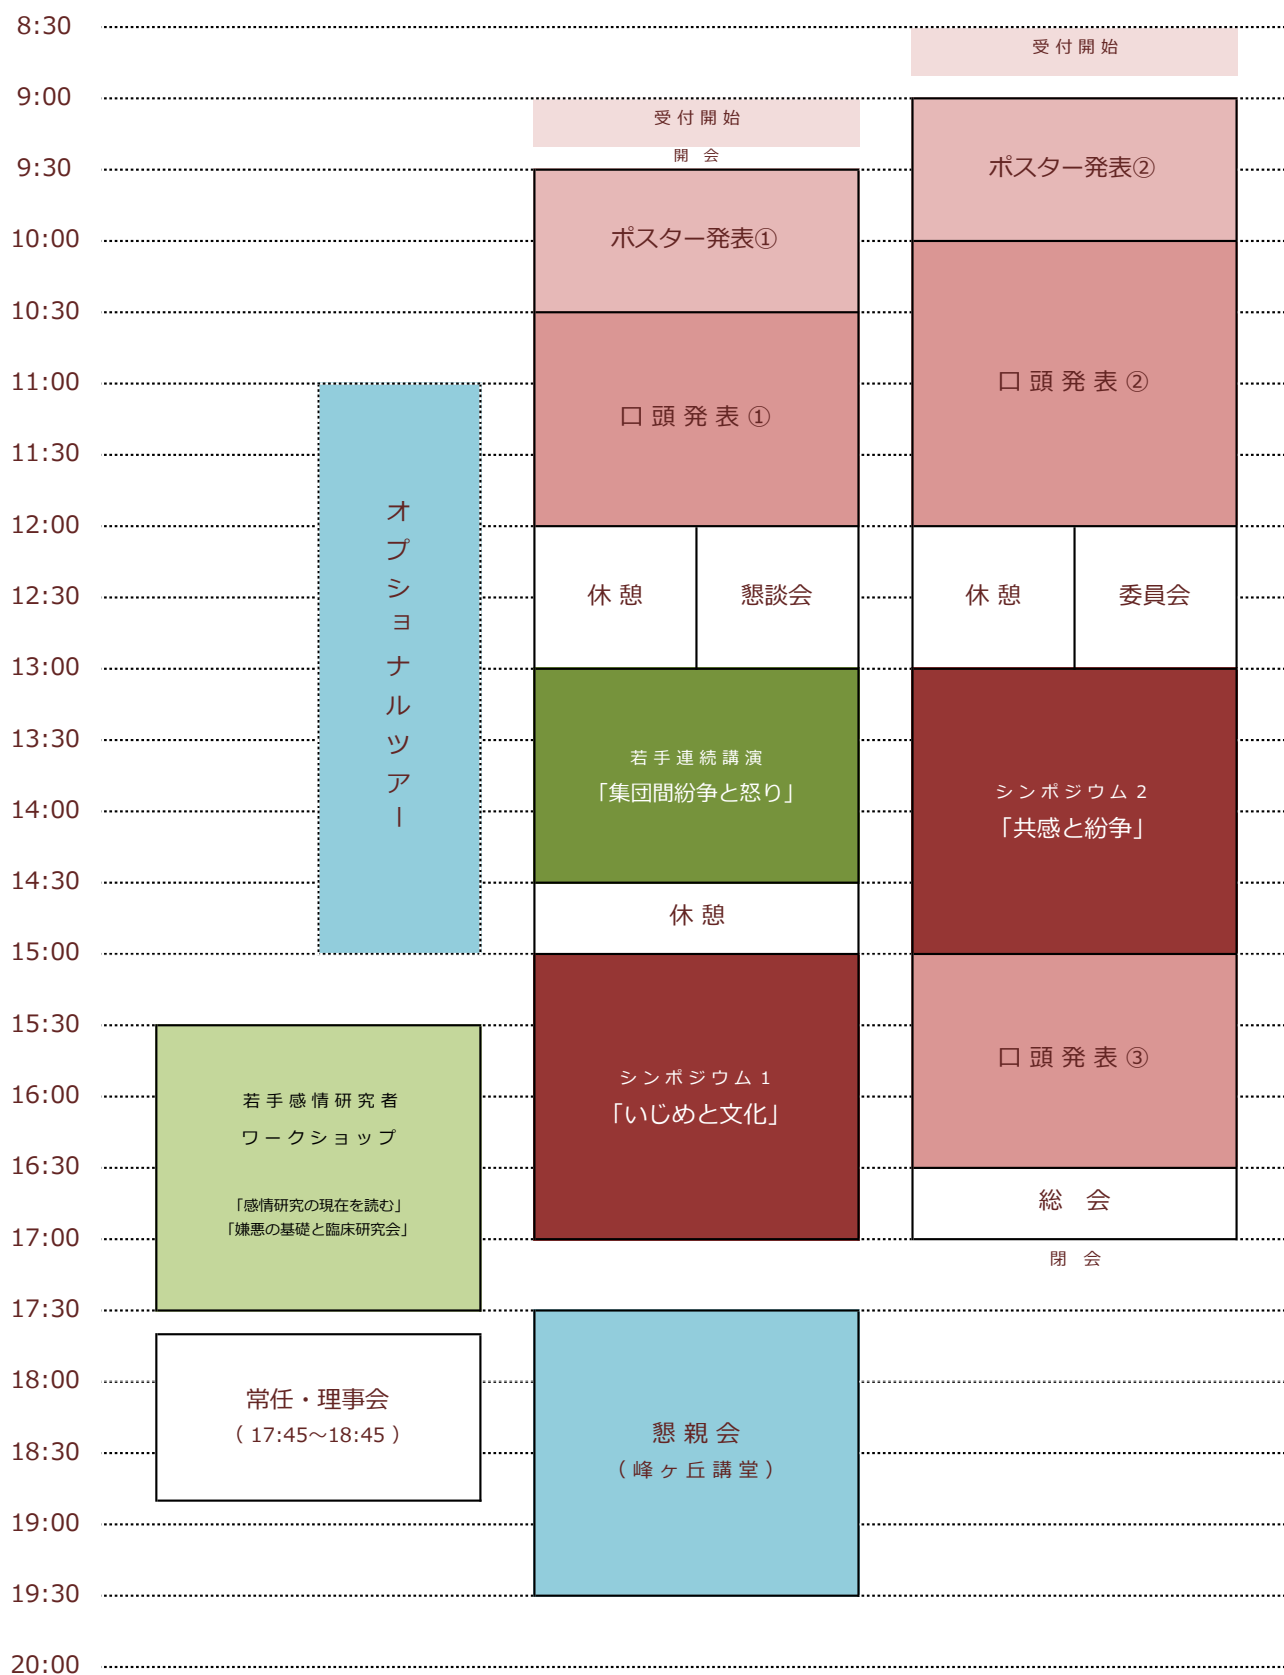 8:30
9:00
9:30
10:00
10:30
11:00
11:30
12:00
12:30
13:00
13:30
14:00
14:30
15:00
15:30
16:00
16:30
17:00
17:30
18:00
18:30
19:00
19:30
20:00
オプショナルツアー
若手感情研究者
ワークショップ
「感情研究の現在を読む」
「嫌悪の基礎と臨床研究会」
常任・理事会
（ 17:45～18:45 ）
受付開始
開 会
ポスター発表①
口頭発表①
休憩
懇談会
若手連続講演
「集団間紛争と怒り」
休憩
シンポジウム 1
「いじめと文化」
懇親会
（峰ヶ丘講堂）
受付開始
ポスター発表②
口頭発表②
休憩
委員会
シンポジウム 2
「共感と紛争」
口頭発表③
総 会
閉 会